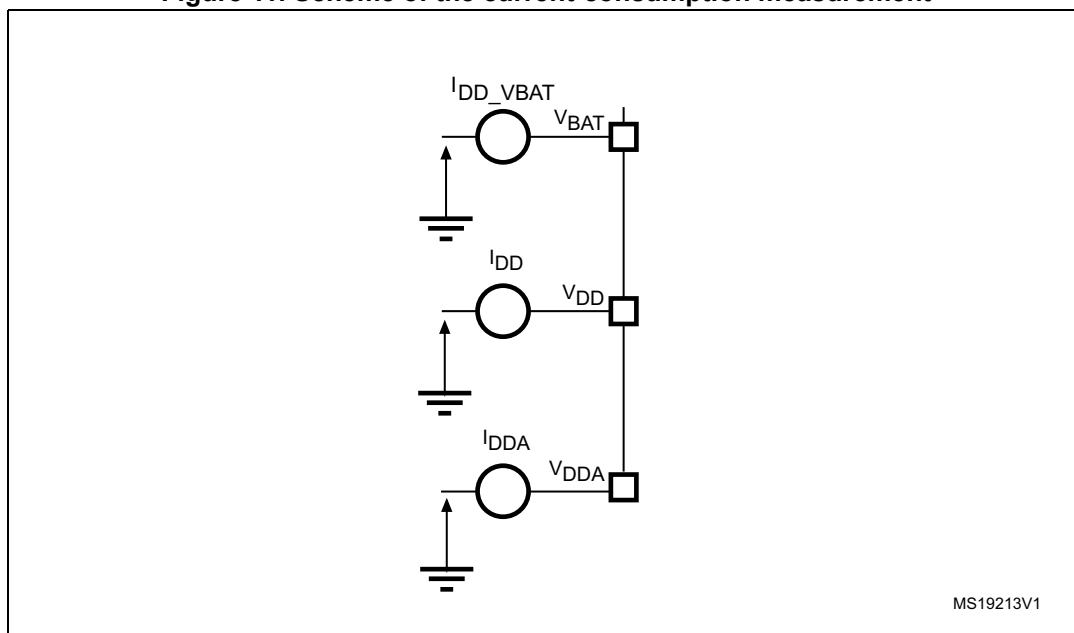 Figure 11. Scheme of the current consumption measurement
IDD_VBAT
VBAT
IDD
VDD
IDDA
VDDA
MS19213V1